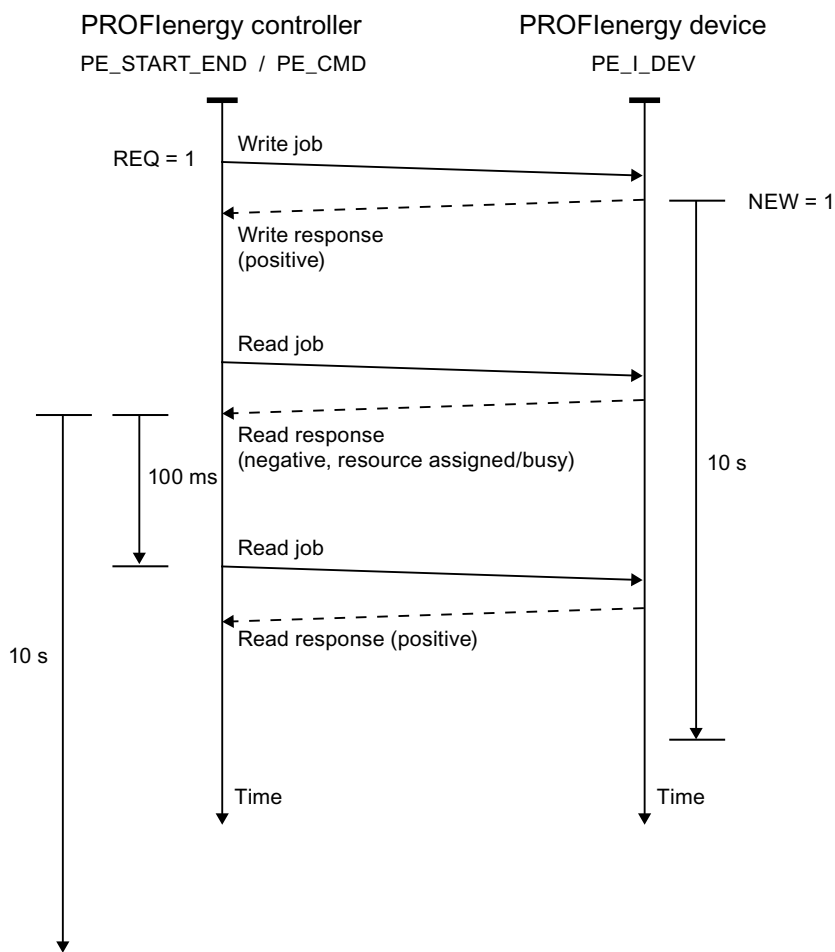 PROFIenergy controller
PROFIenergy device
PE_START_END / PE_CMD
PE_I_DEV
REQ = 1
Write job
NEW = 1
Write response
(positive)
Read job
Read response
(negative, resource assigned/busy)
100 ms
10 s
Read job
Read response (positive)
10 s
Time
Time